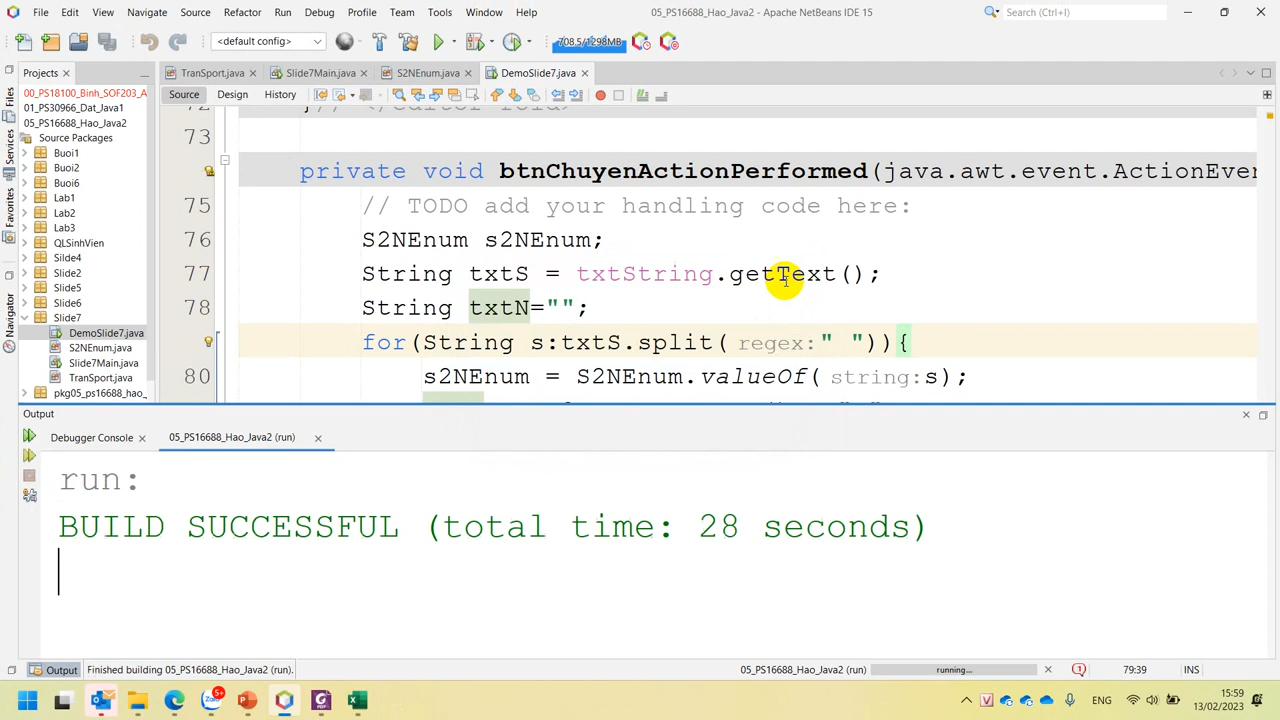 File Edit View Navigate Source Refactor Run Debug Profile Team Tools Window Help
05_PS16688_Hao_Java2 - Apache NetBeans IDE 15
Search (Ctrl+I)
<default config>
708.5/1298MB
Projects
TranSport.java
Slide7Main.java
S2NEnum.java
DemoSlide7.java
Source Design History
Files
Services
Favorites
Navigator
00_PS18100_Binh_SOF203_A
01_PS30966_Dat_Java1
05_PS16688_Hao_Java2
Source Packages
Buoi1
Buoi2
Buoi6
Lab1
Lab2
Lab3
QLSinhVien
Silde4
Slide2
Slide5
Slide6
Slide7
DemoSlide7.java
S2NEnum.java
Slide7Main.java
TranSport.java
pkg05_ps16688_hao_
73
private void btnChuyenActionPerformed(java.awt.event.ActionEve
75 // TODO add your handling code here:
76 S2NEnum s2NEnum;
77 String txtS = txtString.getText();
78 String txtN="";
for(String s:txtS.split( regex:" ")){
80 s2NEnum = S2NEnum.valueOf( string:s);
Output
Debugger Console
05_PS16688_Hao_Java2 (run)
run:
BUILD SUCCESSFUL (total time: 28 seconds)
Output
Finished building 05_PS16688_Hao_Java2 (run).
05_PS16688_Hao_Java2 (run)
running...
1
79:39
INS
5+
ENG
15:59
13/02/2023